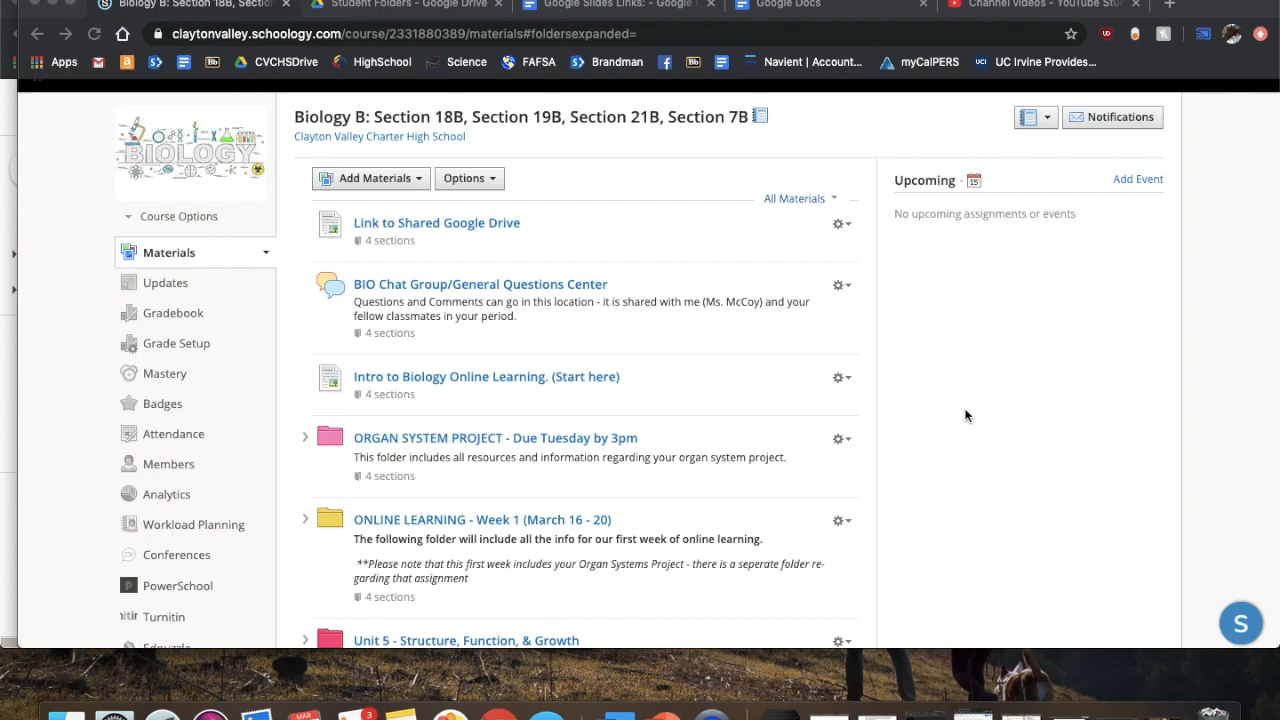 Biology B: Section 18B, Section
Student Folders - Google Drive
Google Slides Links: - Google
Google Docs
Channel videos - YouTube Stu
claytonvalley.schoology.com/course/2331880389/materials#foldersexpanded=
Apps
CVCHSDrive
HighSchool
Science
FAFSA
Brandman
Navient | Account...
myCalPERS
UC Irvine Provides...
Biology B: Section 18B, Section 19B, Section 21B, Section 7B
Clayton Valley Charter High School
Notifications
BIOLOGY
Course Options
Materials
Updates
Gradebook
Grade Setup
Mastery
Badges
Attendance
Members
Analytics
Workload Planning
Conferences
PowerSchool
Turnitin
Edpuzzle
Add Materials
Options
All Materials
Link to Shared Google Drive
4 sections
BIO Chat Group/General Questions Center
Questions and Comments can go in this location - it is shared with me (Ms. McCoy) and your
fellow classmates in your period.
4 sections
Intro to Biology Online Learning. (Start here)
4 sections
ORGAN SYSTEM PROJECT - Due Tuesday by 3pm
This folder includes all resources and information regarding your organ system project.
4 sections
ONLINE LEARNING - Week 1 (March 16 - 20)
The following folder will include all the info for our first week of online learning.
**Please note that this first week includes your Organ Systems Project - there is a seperate folder re-
garding that assignment
4 sections
Unit 5 - Structure, Function, & Growth
Upcoming · 15
Add Event
No upcoming assignments or events
S
MAR
3